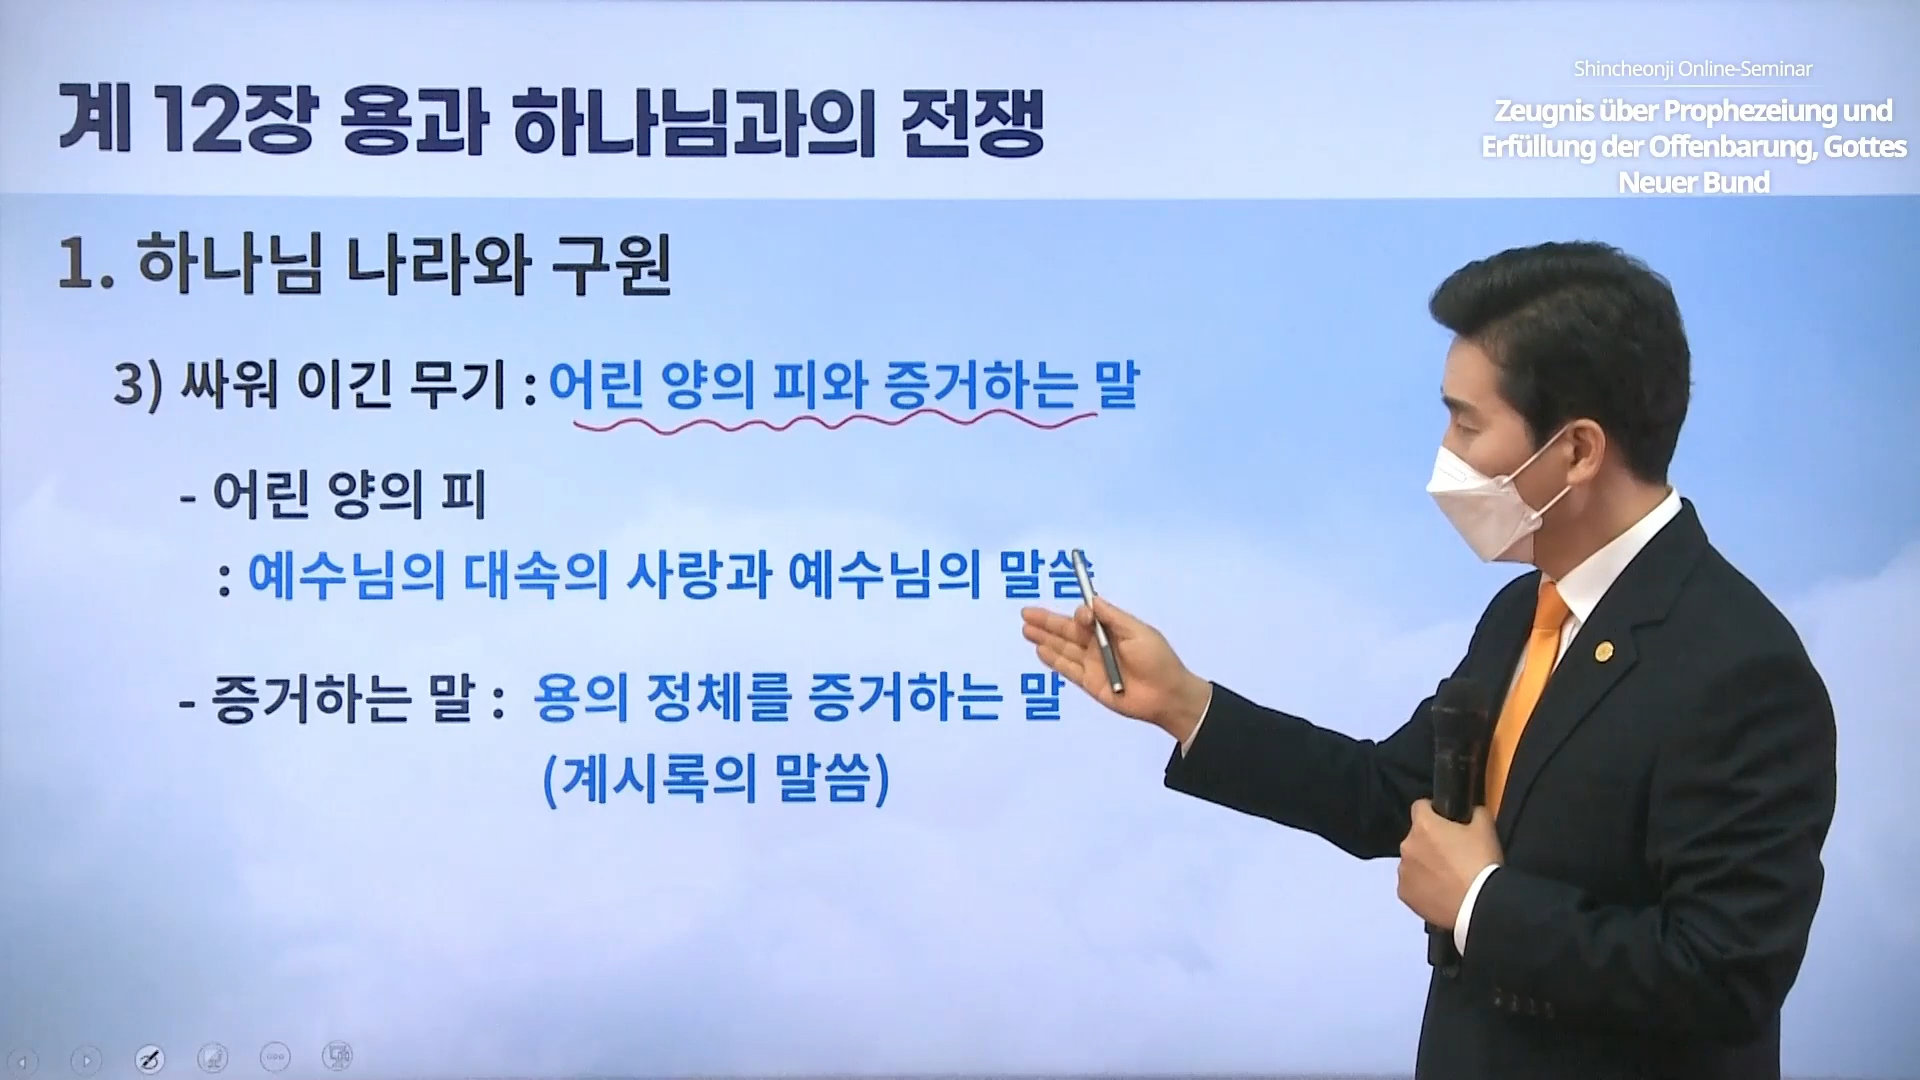 계 12장 용과 하나님과의 전쟁
Shincheonji Online-Seminar
Zeugnis über Prophezeiung und
Erfüllung der Offenbarung, Gottes
Neuer Bund
1. 하나님 나라와 구원
3) 싸워 이긴 무기 : 어린 양의 피와 증거하는 말
- 어린 양의 피
: 예수님의 대속의 사랑과 예수님의 말씀
- 증거하는 말 : 용의 정체를 증거하는 말
(계시록의 말씀)